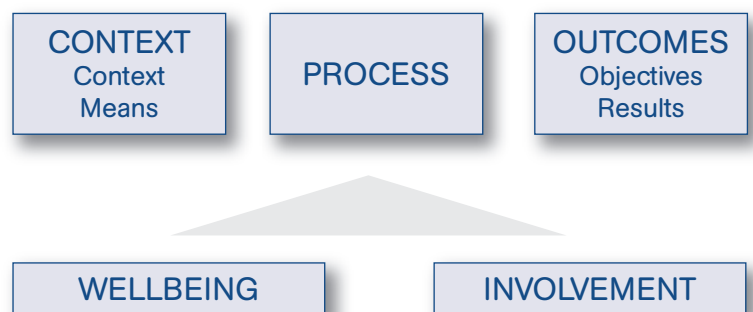 CONTEXT
Context
Means
PROCESS
OUTCOMES
Objectives
Results
WELLBEING
INVOLVEMENT